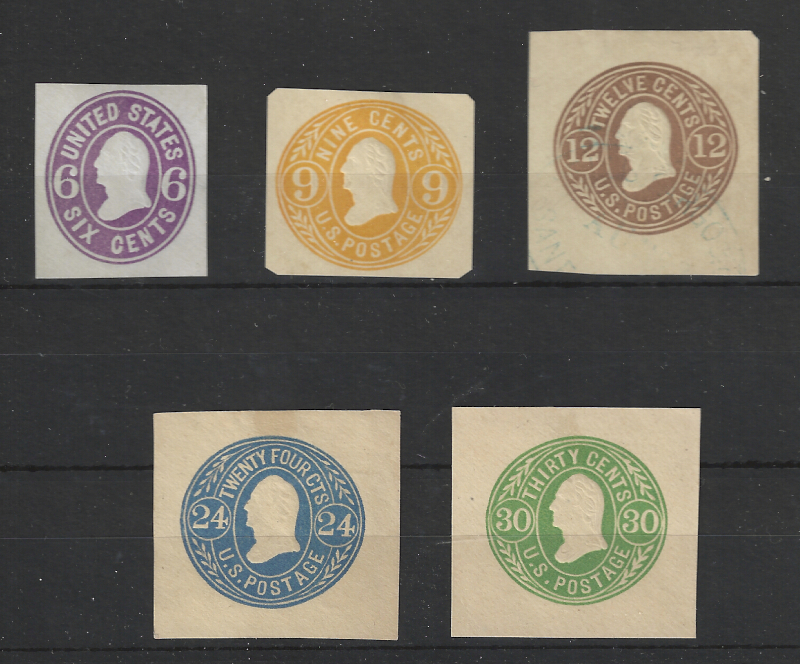 UNITED STATES
6 6
SIX CENTS
NINE CENTS
9 9
U.S. POSTAGE
TWELVE CENTS
12 12
U.S. POSTAGE
TWENTY FOUR CTS
24 24
U.S. POSTAGE
THIRTY CENTS
30 30
U.S. POSTAGE